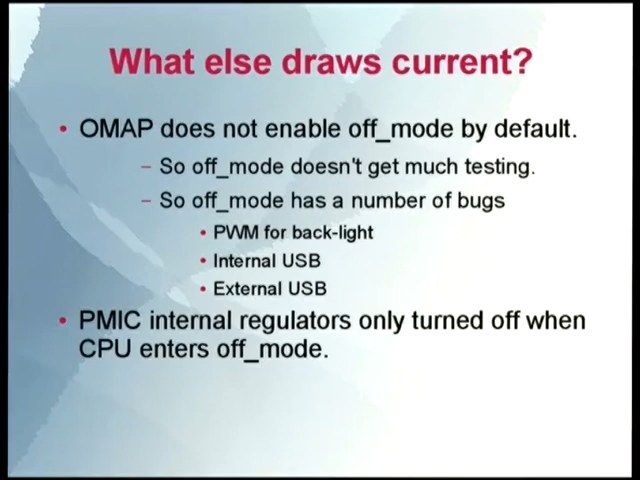 What else draws current?
• OMAP does not enable off_mode by default.
– So off_mode doesn't get much testing.
– So off_mode has a number of bugs
• PWM for back-light
• Internal USB
• External USB
• PMIC internal regulators only turned off when
CPU enters off_mode.